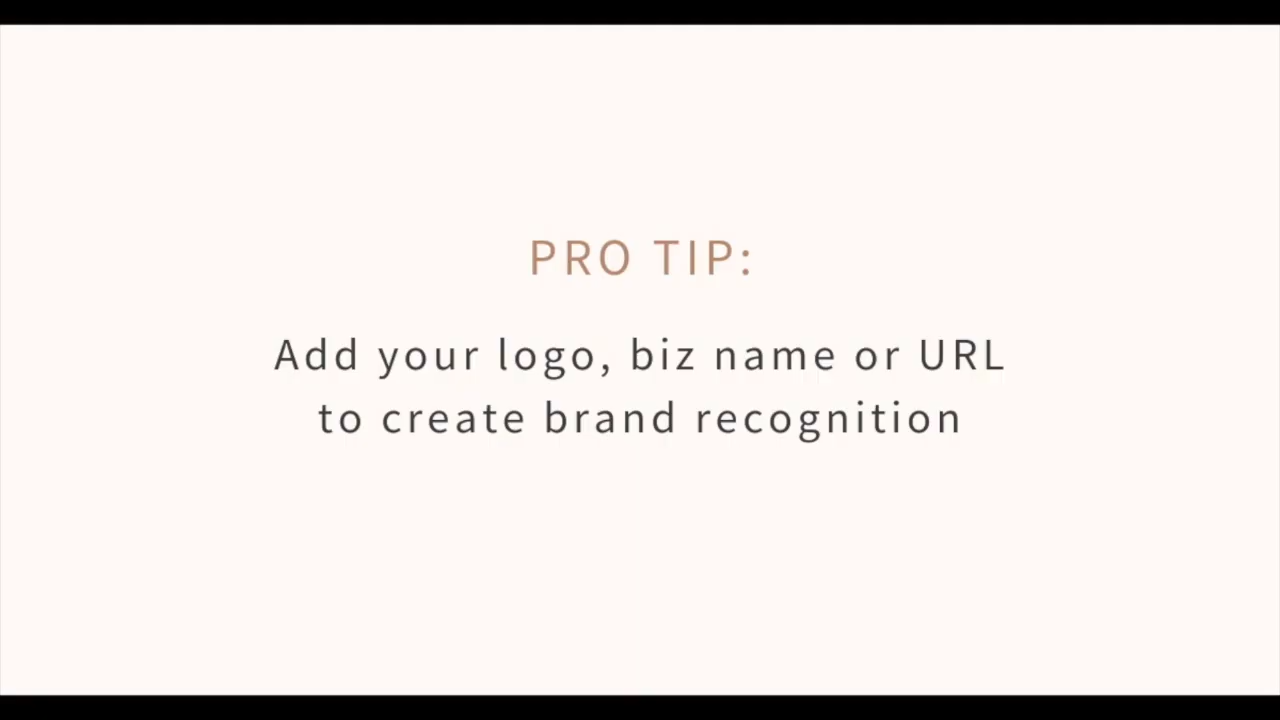 PRO TIP:
Add your logo, biz name or URL
to create brand recognition